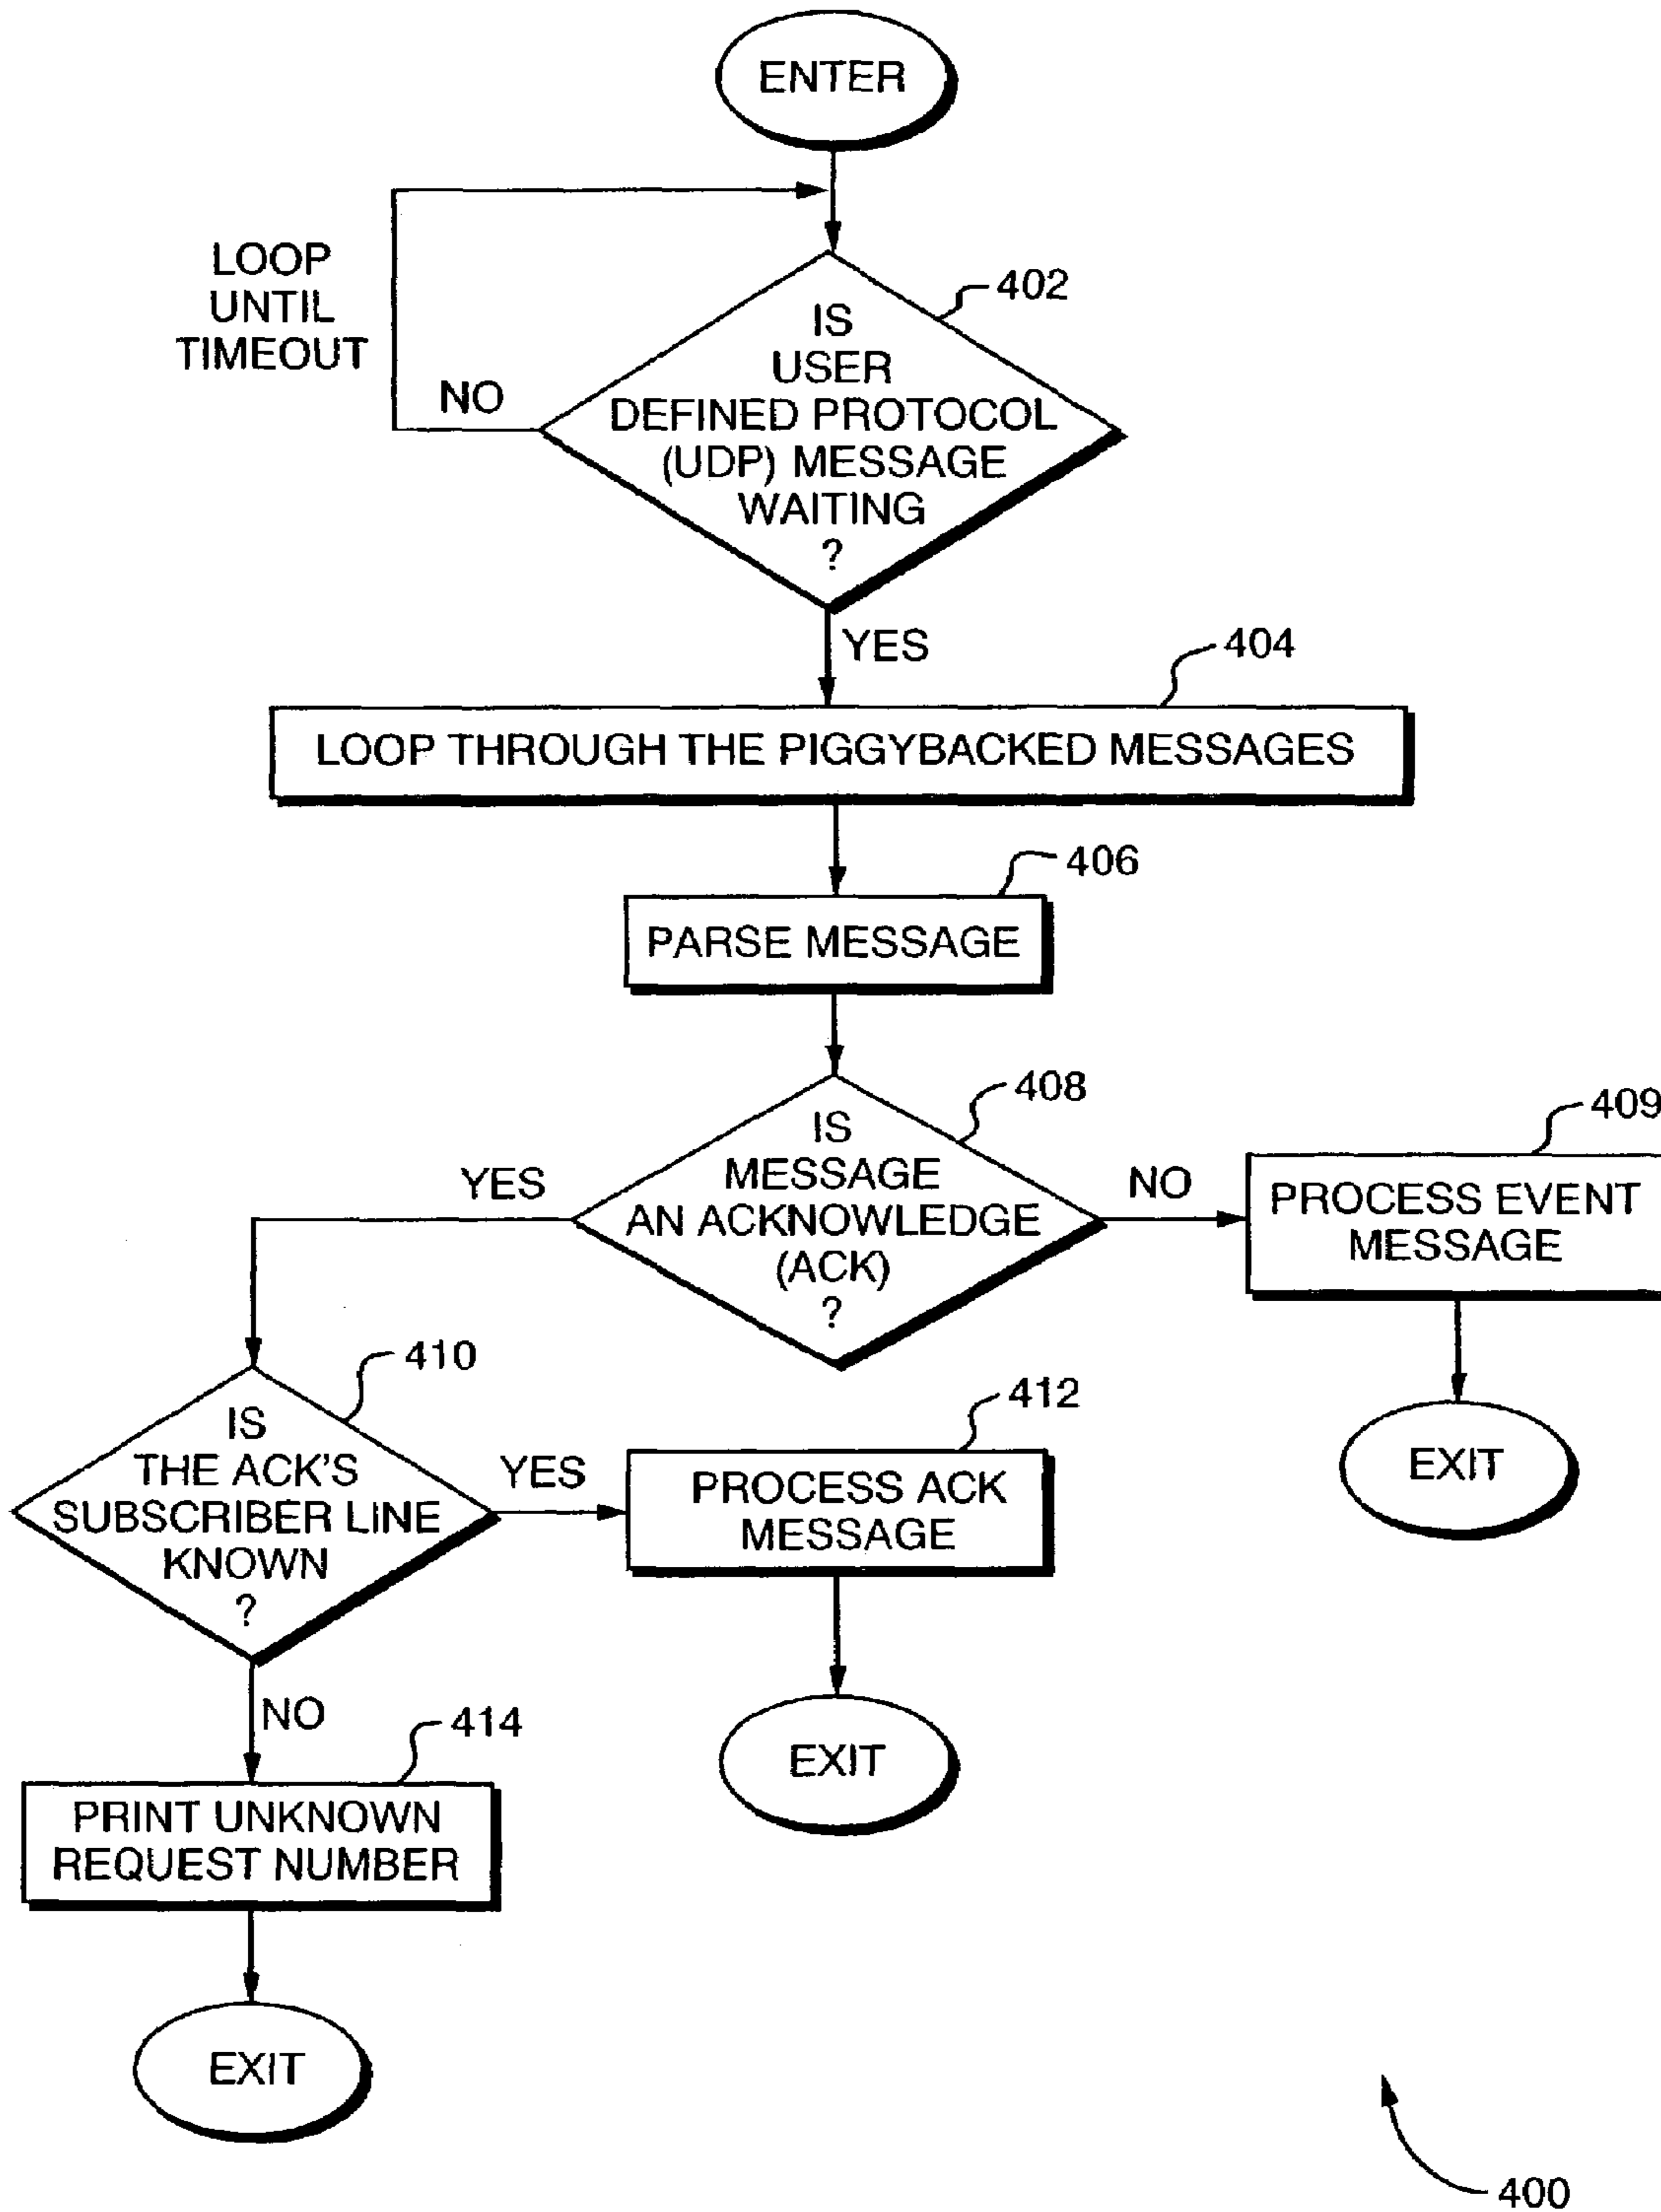 ENTER
LOOP
UNTIL
TIMEOUT
NO
402
IS
USER
DEFINED PROTOCOL
(UDP) MESSAGE
WAITING
?
YES
404
LOOP THROUGH THE PIGGYBACKED MESSAGES
406
PARSE MESSAGE
408
IS
MESSAGE
AN ACKNOWLEDGE
(ACK)
?
NO
409
PROCESS EVENT
MESSAGE
EXIT
YES
410
IS
THE ACK'S
SUBSCRIBER LINE
KNOWN
?
YES
412
PROCESS ACK
MESSAGE
EXIT
NO
414
PRINT UNKNOWN
REQUEST NUMBER
EXIT
400